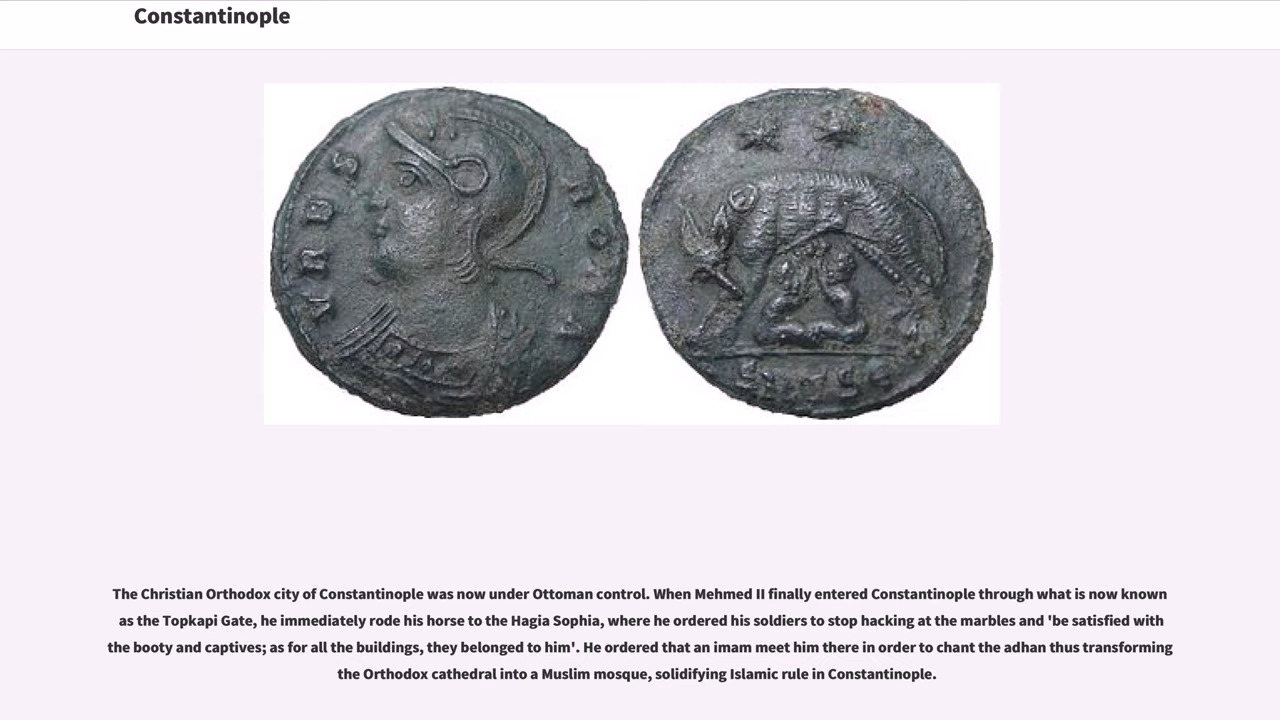 Constantinople
VRBS ROMA
The Christian Orthodox city of Constantinople was now under Ottoman control. When Mehmed II finally entered Constantinople through what is now known
as the Topkapi Gate, he immediately rode his horse to the Hagia Sophia, where he ordered his soldiers to stop hacking at the marbles and 'be satisfied with
the booty and captives; as for all the buildings, they belonged to him'. He ordered that an imam meet him there in order to chant the adhan thus transforming
the Orthodox cathedral into a Muslim mosque, solidifying Islamic rule in Constantinople.